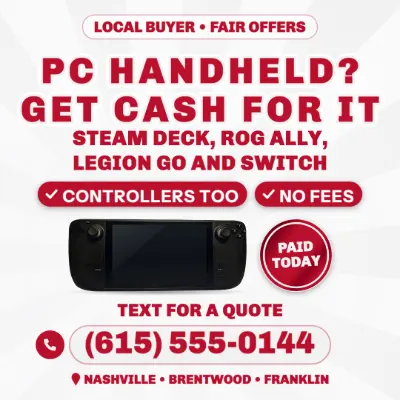 LOCAL BUYER • FAIR OFFERS
PC HANDHELD?
GET CASH FOR IT
STEAM DECK, ROG ALLY,
LEGION GO AND SWITCH
CONTROLLERS TOO
NO FEES
PAID
TODAY
TEXT FOR A QUOTE
(615) 555-0144
NASHVILLE • BRENTWOOD • FRANKLIN